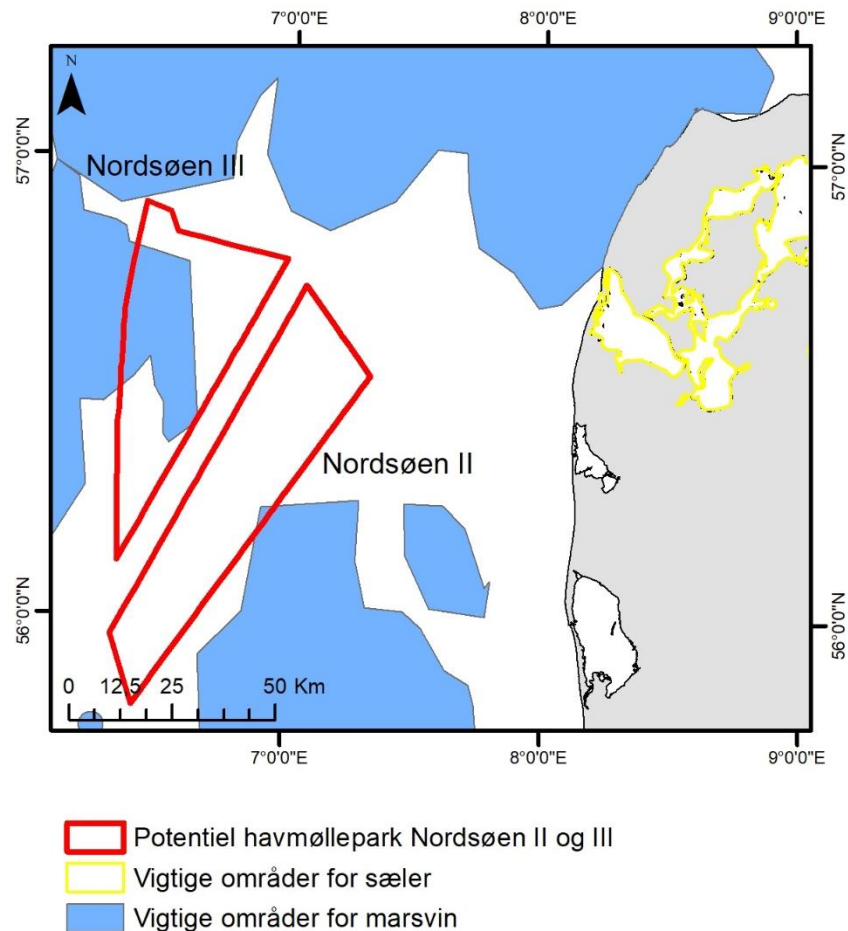 7°0'0"E 8°0'0"E 9°0'0"E
N
57°0'0"N 57°0'0"N
Nordsøen III
Nordsøen II
56°0'0"N 56°0'0"N
0 12,5 25 50 Km
7°0'0"E 8°0'0"E 9°0'0"E
Potentiel havmøllepark Nordsøen II og III
Vigtige områder for sæler
Vigtige områder for marsvin